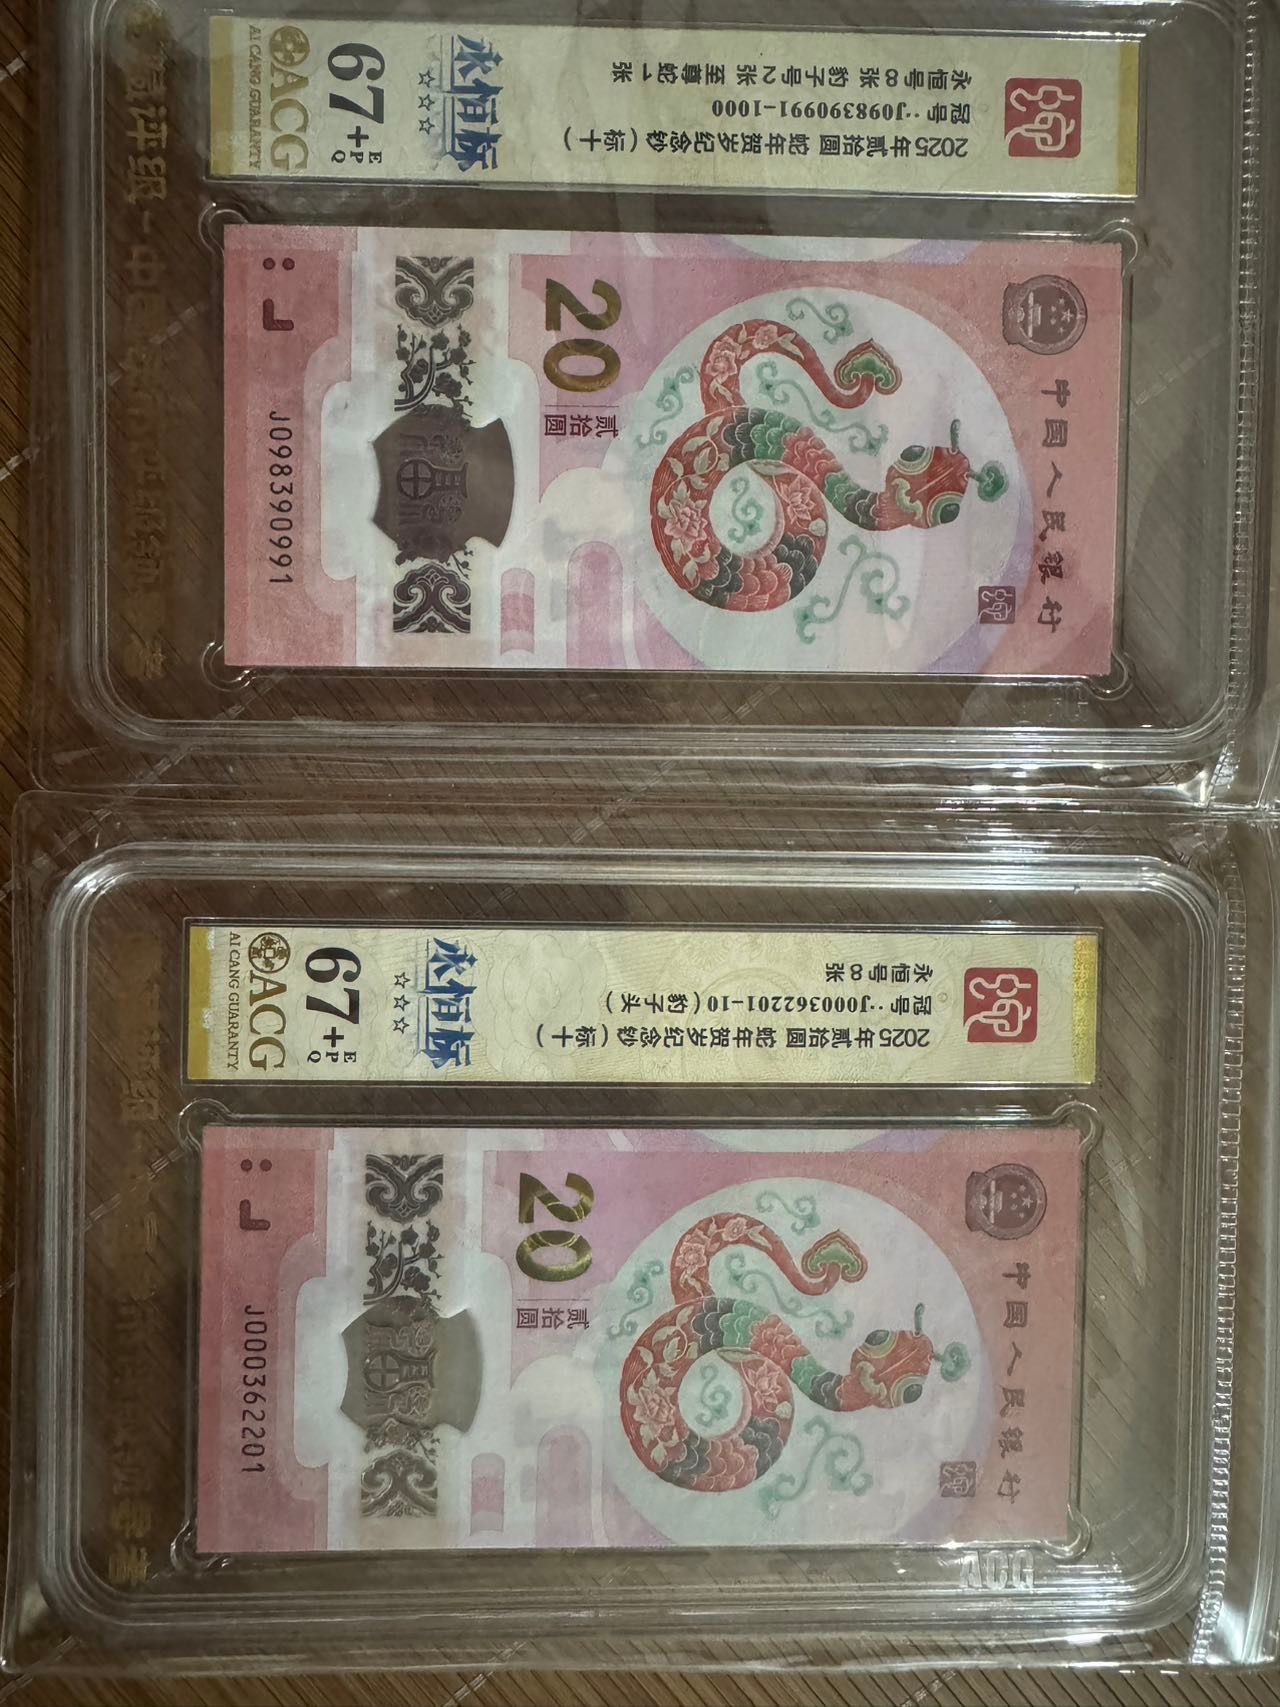 ACG
AI CANG GUARANTY
67+
E
P
Q
永恒标
☆☆☆
2025年贰拾圆 蛇年贺岁纪念钞（标十）
冠号：J098390991-1000
永恒号8张 豹子号2张 至尊蛇1张
20
贰拾圆
J098390991
中国人民银行
ACG
AI CANG GUARANTY
67+
E
P
Q
永恒标
☆☆☆
2025年贰拾圆 蛇年贺岁纪念钞（标十）
冠号：J000362201-10（豹子头）
永恒号8张
20
贰拾圆
J000362201
中国人民银行
ACG